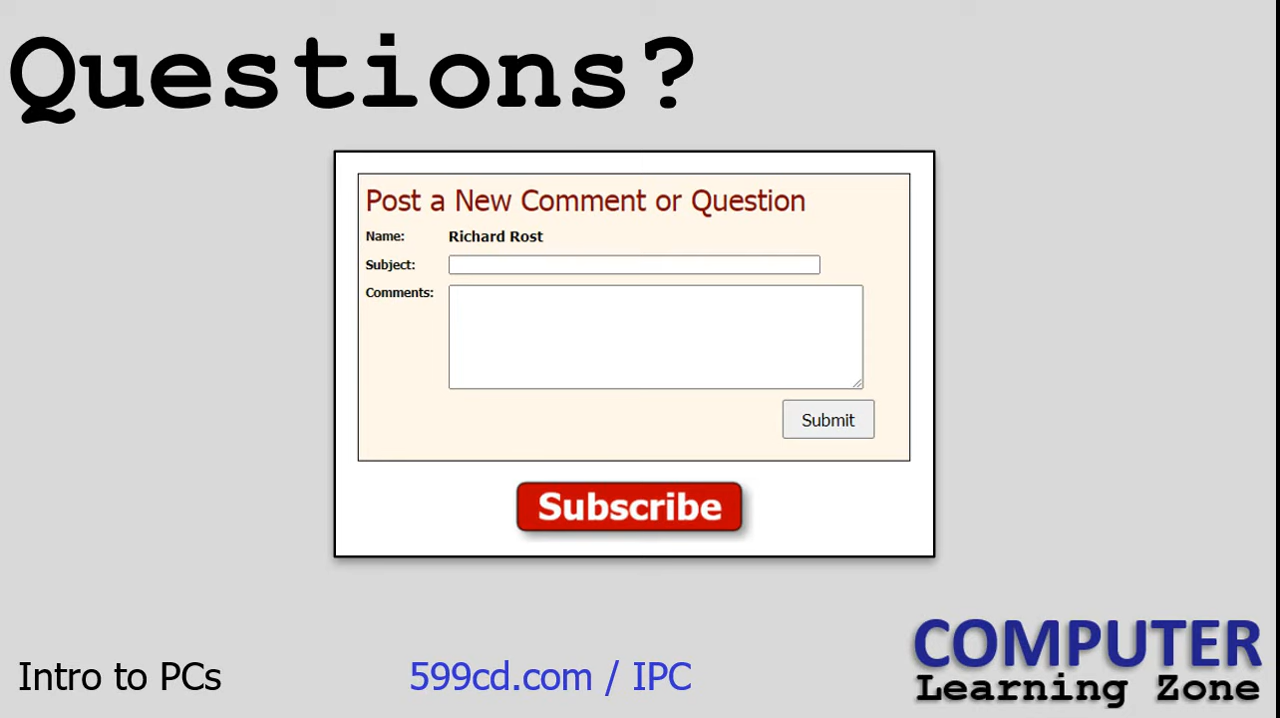 Questions?
Post a New Comment or Question
Name: Richard Rost
Subject:
Comments:
Submit
Subscribe
Intro to PCs 599cd.com / IPC
COMPUTER
Learning Zone